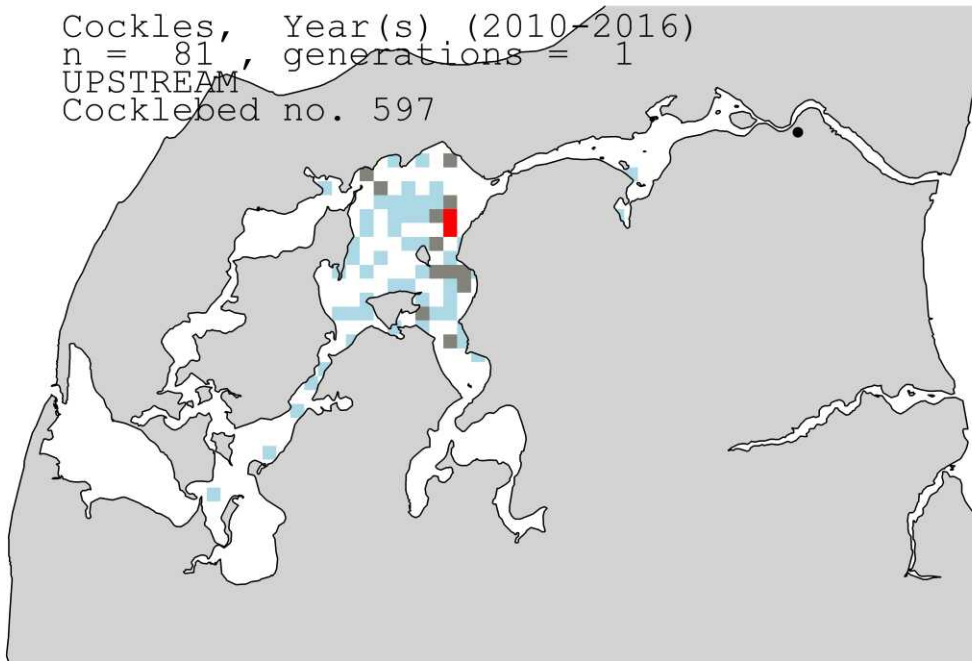 Cockles,  Year(s) (2010-2016)
n =  81 , generations =  1
UPSTREAM
Cocklebed no. 597